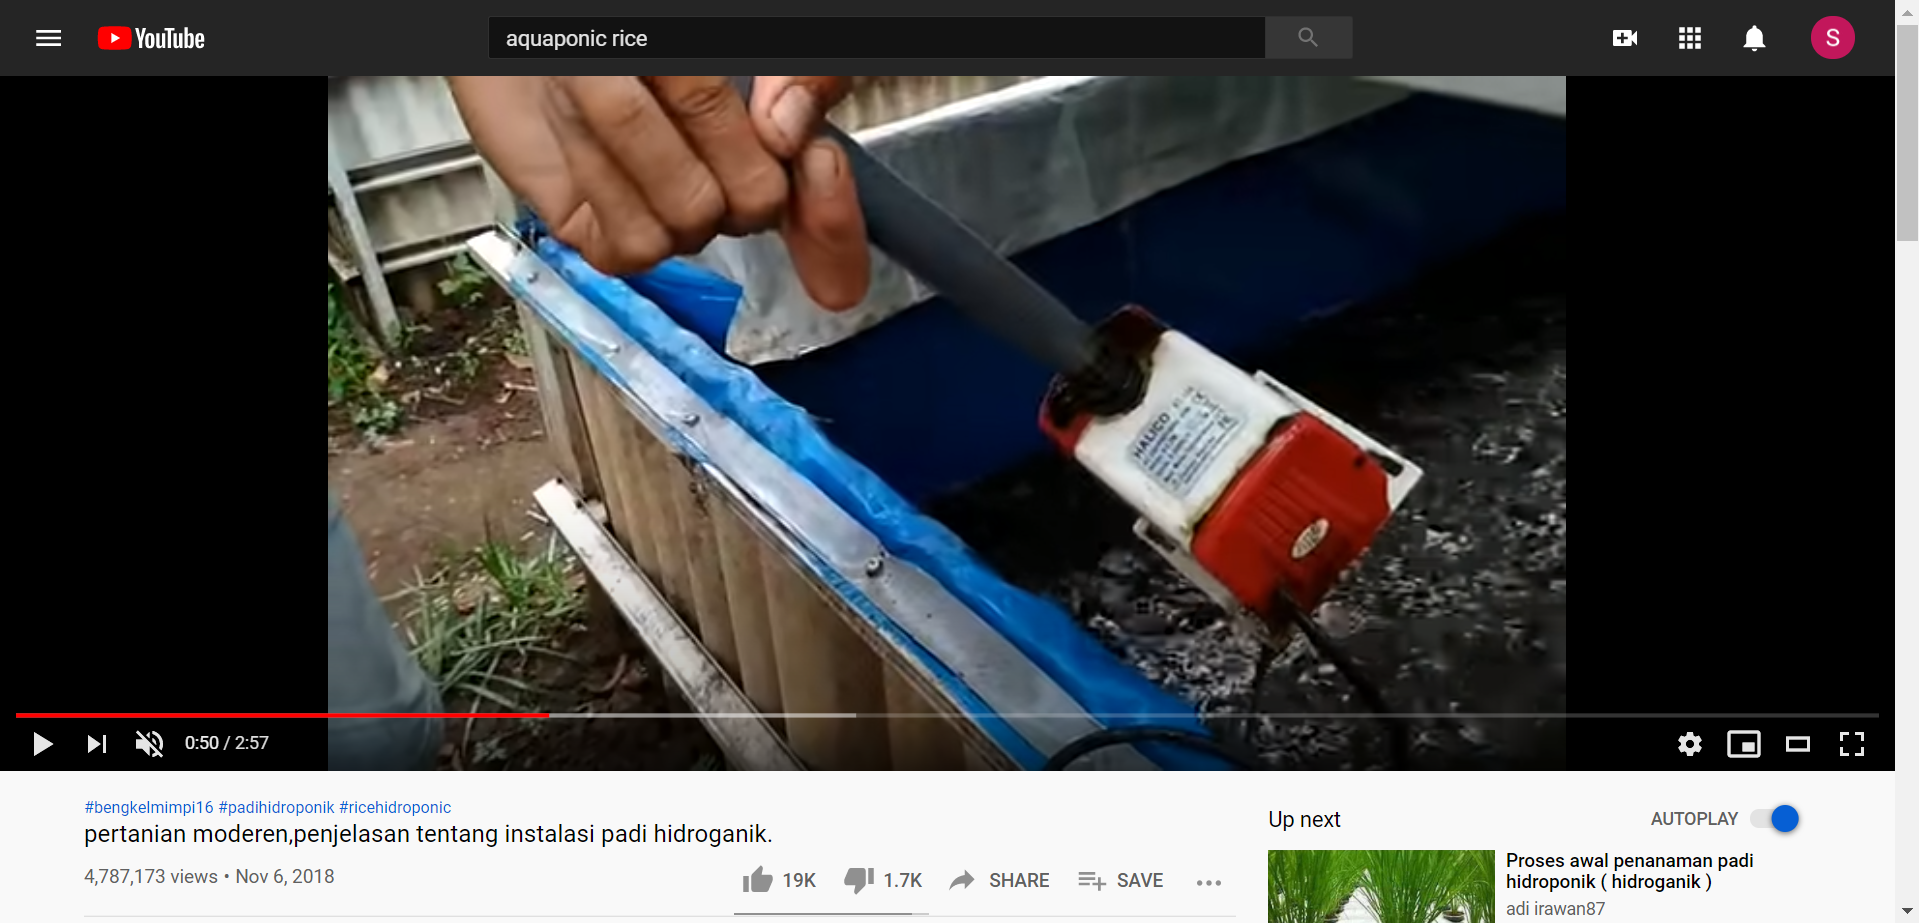 YouTube
aquaponic rice
S
HALICO
0:50 / 2:57
#bengkelmimpi16 #padihidroponik #ricehidroponic
pertanian moderen,penjelasan tentang instalasi padi hidroganik.
4,787,173 views • Nov 6, 2018
19K
1.7K
SHARE
SAVE
Up next
AUTOPLAY
Proses awal penanaman padi
hidroponik ( hidroganik )
adi irawan87